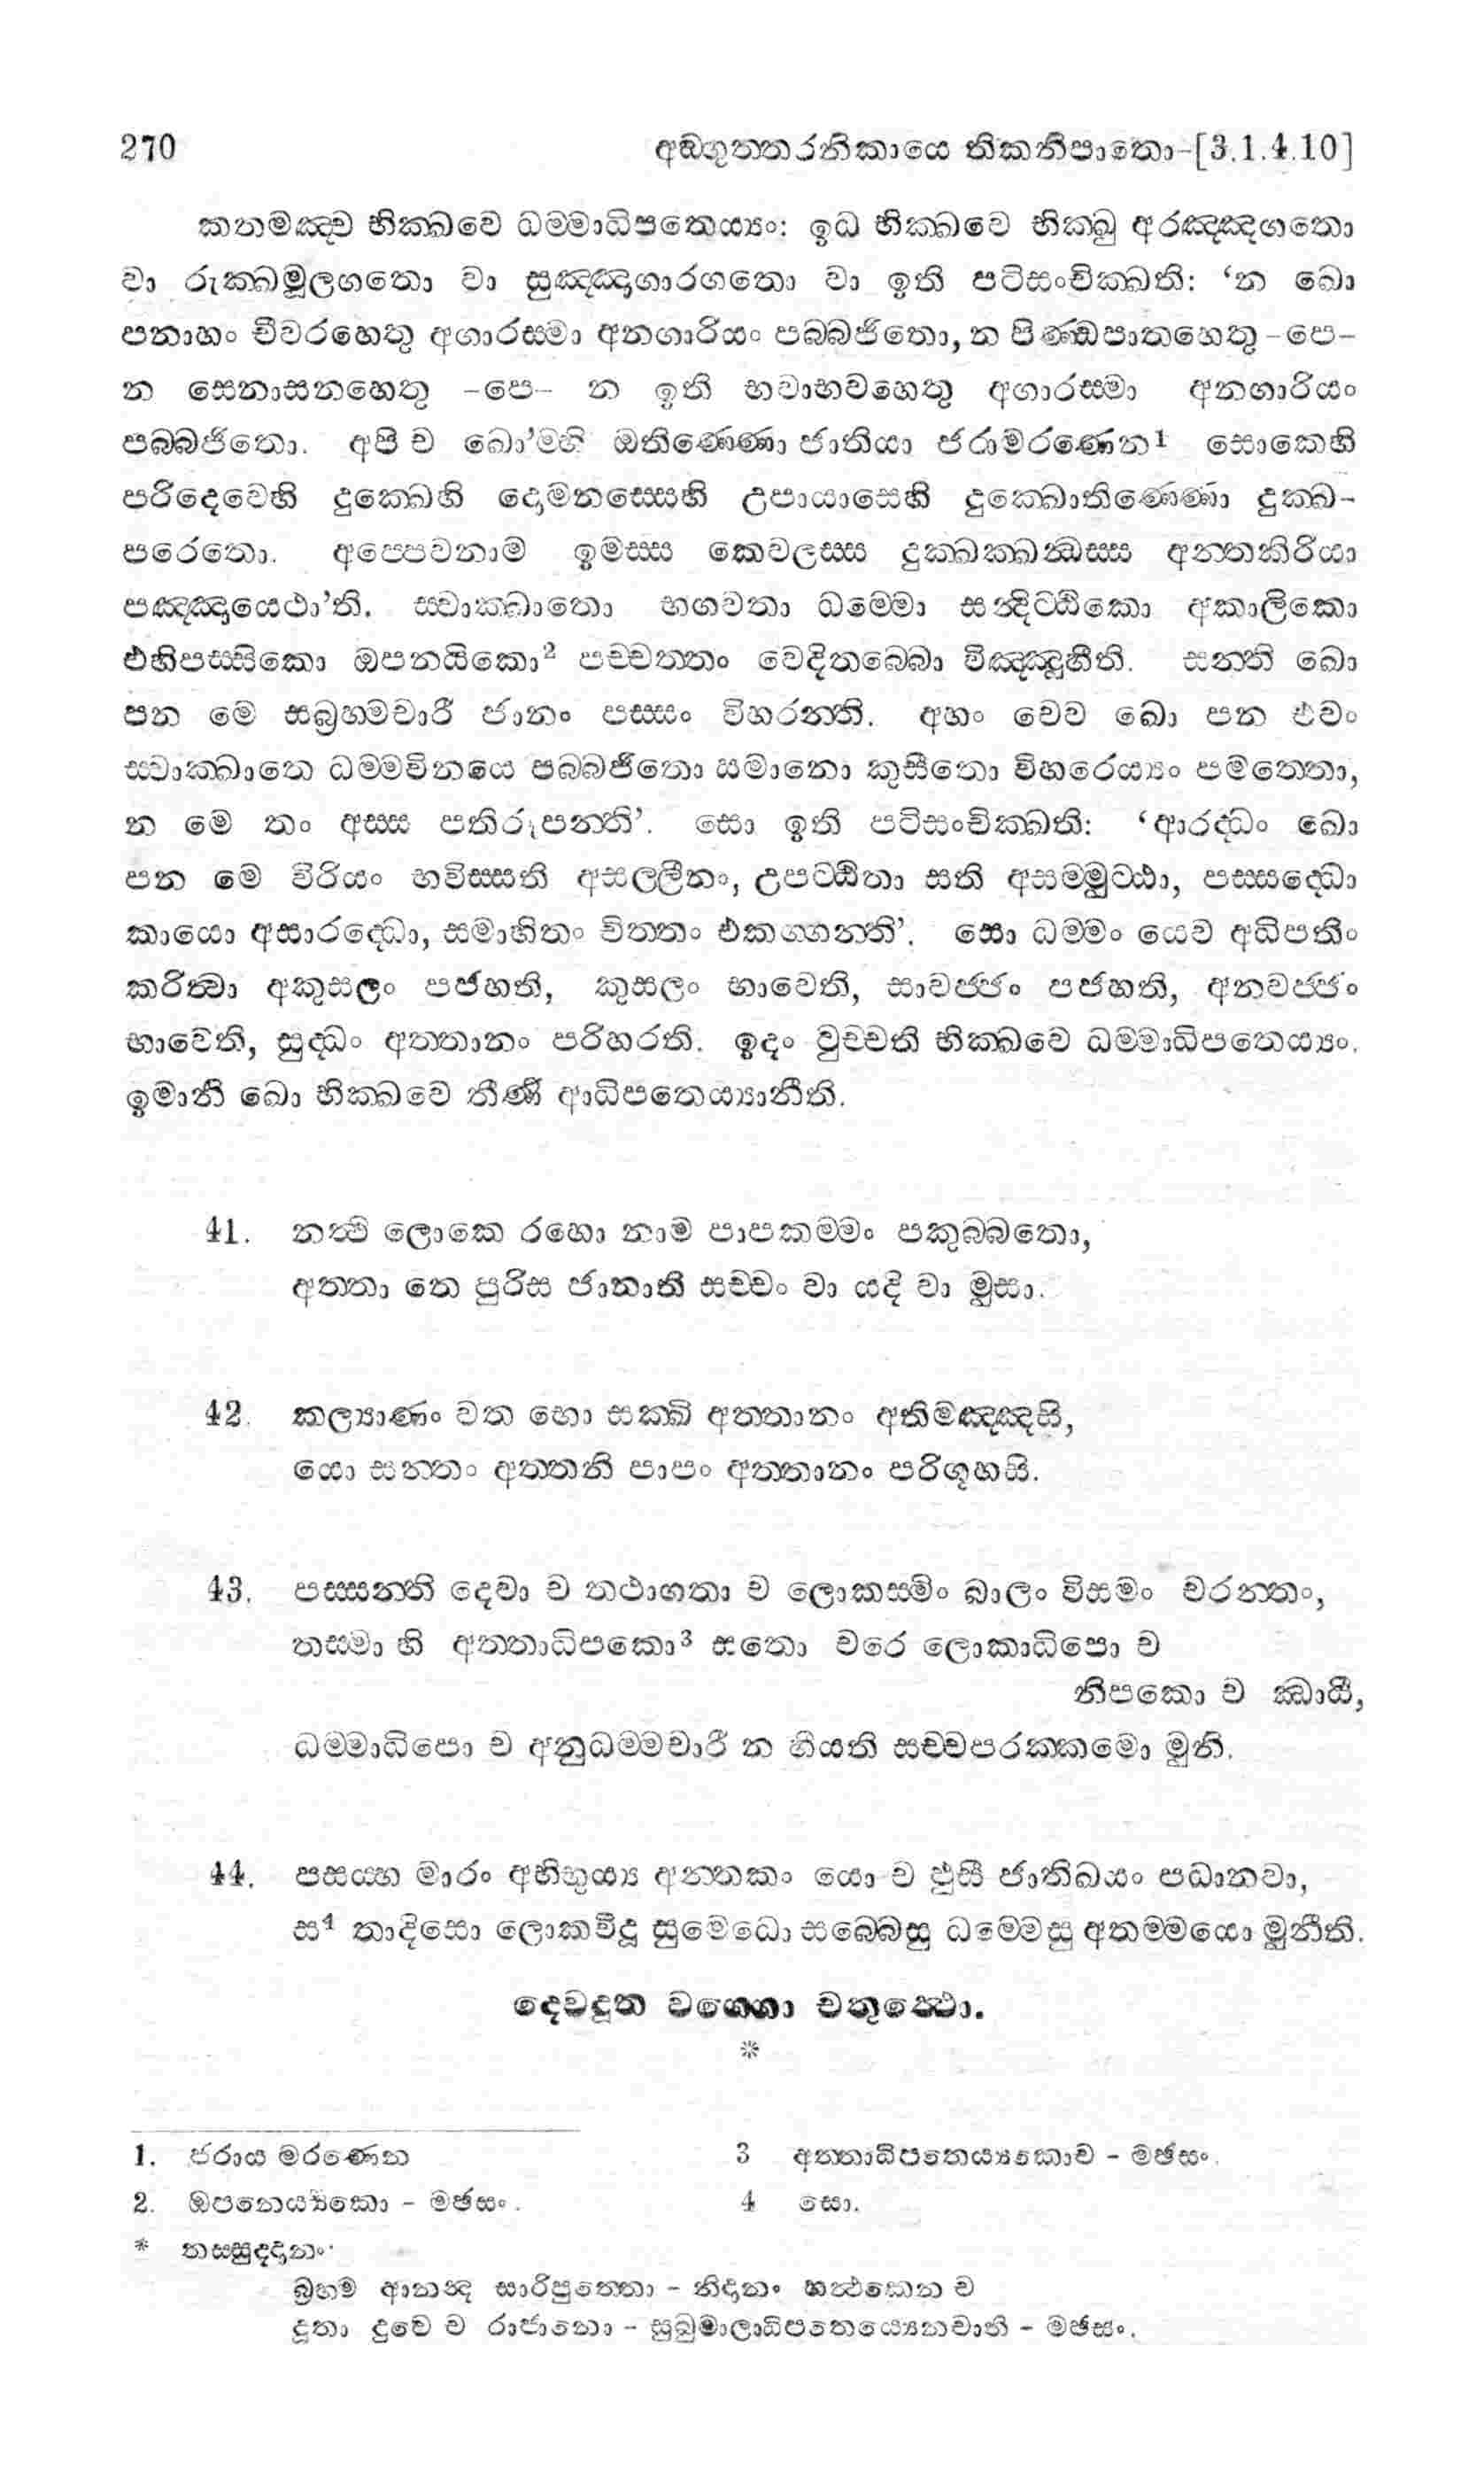 270 අඞ්ගුත්තරනිකායෙ තිකනිපාතො-[3.1.4.10]
කතමඤ්ච භික්ඛවෙ ධම්මාධිපතෙය්‍යං: ඉධ භික්ඛවෙ භික්ඛු අරඤ්ඤගතො
වා රුක්ඛමූලගතො වා සුඤ්ඤාගාරගතො වා ඉති පටිසංචික්ඛති: ‘න ඛො
පනාහං චීවරහෙතු අගාරස්මා අනගාරියං පබ්බජිතො, න පිණ්ඩපාතහෙතු -පෙ-
න සෙනාසනහෙතු -පෙ- න ඉති භවාභවහෙතු අගාරස්මා අනගාරියං
පබ්බජිතො. අපි ච ඛො’ම්හි ඔතිණ්ණො ජාතියා ජරාමරණෙන1 සොකෙහි
පරිදෙවෙහි දුක්ඛෙහි දොමනස්සෙහි උපායාසෙහි දුක්ඛොතිණ්ණො දුක්ඛ-
පරෙතො. අප්පෙවනාම ඉමස්ස කෙවලස්ස දුක්ඛක්ඛන්ධස්ස අන්තකිරියා
පඤ්ඤායෙථා’ති. ස්වාක්ඛාතො භගවතා ධම්මො සන්දිට්ඨිකො අකාලිකො
එහිපස්සිකො ඔපනයිකො2 පච්චත්තං වෙදිතබ්බො විඤ්ඤූහීති. සන්ති ඛො
පන මෙ සබ්‍රහ්මචාරී ජානං පස්සං විහරන්ති. අහං චෙව ඛො පන එවං
ස්වාක්ඛාතෙ ධම්මවිනයෙ පබ්බජිතො සමානො කුසීතො විහරෙය්‍යං පමත්තො,
න මෙ තං අස්ස පතිරූපන්ති’. සො ඉති පටිසංචික්ඛති: ‘ආරද්ධං ඛො
පන මෙ විරියං භවිස්සති අසල්ලීනං, උපට්ඨිතා සති අසම්මුට්ඨා, පස්සද්ධො
කායො අසාරද්ධො, සමාහිතං චිත්තං එකග්ගන්ති’. සො ධම්මං යෙව අධිපතිං
කරිත්වා අකුසලං පජහති, කුසලං භාවෙති, සාවජ්ජං පජහති, අනවජ්ජං
භාවෙති, සුද්ධං අත්තානං පරිහරති. ඉදං වුච්චති භික්ඛවෙ ධම්මාධිපතෙය්‍යං.
ඉමානි ඛො භික්ඛවෙ තීණි ආධිපතෙය්‍යානීති.
41. නත්ථි ලොකෙ රහො නාම පාපකම්මං පකුබ්බතො,
අත්තා තෙ පුරිස ජානාති සච්චං වා යදි වා මුසා.
42. කල්‍යාණං වත භො සක්ඛි අත්තානං අතිමඤ්ඤසි,
යො සන්තං අත්තනි පාපං අත්තානං පරිගූහසි.
43. පස්සන්ති දෙවා ච තථාගතා ච ලොකස්මිං බාලං විසමං චරන්තං,
තස්මා හි අත්තාධිපකො3 සතො චරෙ ලොකාධිපො ච
නිපකො ච ඣායී,
ධම්මාධිපො ච අනුධම්මචාරී න හීයති සච්චපරක්කමො මුනි.
44. පසය්හ මාරං අභිභුය්‍ය අන්තකං යො ච ඵුසී ජාතිඛයං පධානවා,
ස4 තාදිසො ලොකවිදූ සුමෙධො සබ්බෙසු ධම්මෙසු අතම්මයො මුනීති.
දෙවදූත වග්ගො චතුත්ථො.
*
1. ජරාය මරණෙන
3 අත්තාධිපතෙය්‍යකොච - මඡසං.
2. ඔපනෙය්‍යිකො - මඡසං.
4 සො.
* තස්සුද්දානං
බ්‍රහ්ම ආනන්ද සාරිපුත්තො - නිදානං හත්ථකෙන ච
දූතා දුවෙ ච රාජානො - සුඛුමාලාධිපතෙය්‍යෙනචාති - මඡසං.